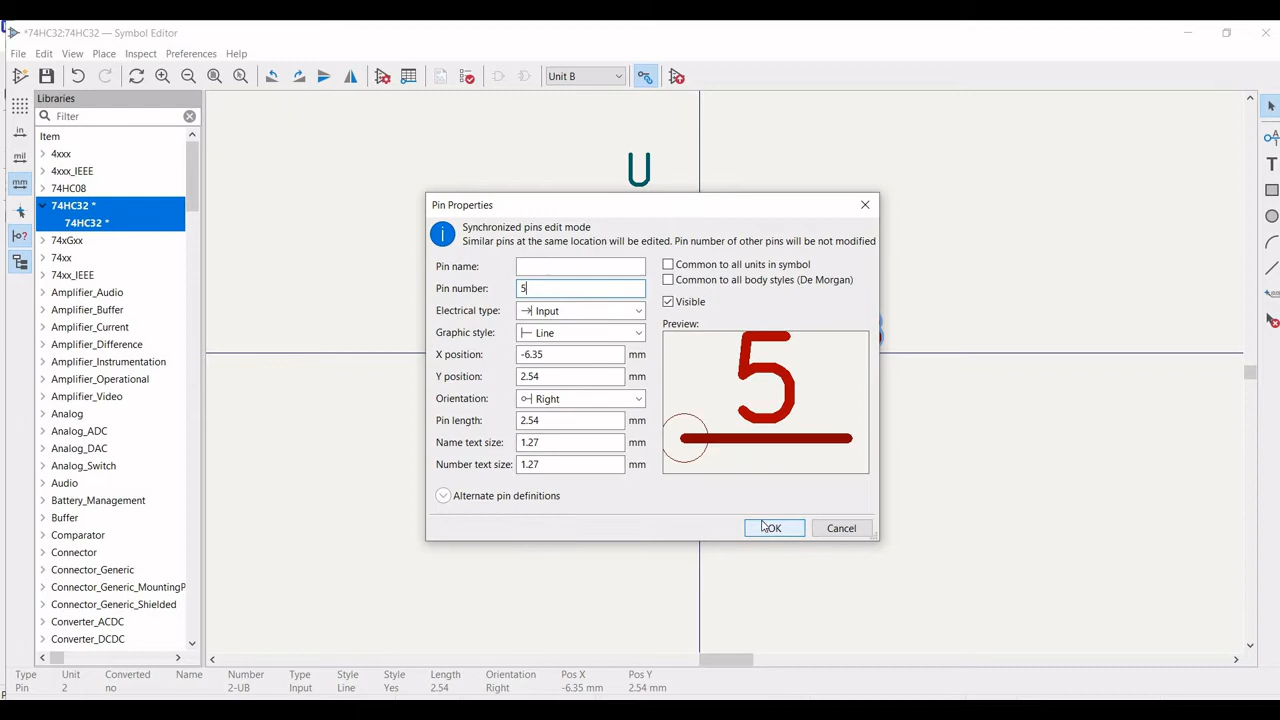 *74HC32:74HC32 — Symbol Editor
File Edit View Place Inspect Preferences Help
Unit B
Libraries
Filter
Item
4xxx
4xxx_IEEE
74HC08
74HC32 *
74HC32 *
74xGxx
74xx
74xx_IEEE
Amplifier_Audio
Amplifier_Buffer
Amplifier_Current
Amplifier_Difference
Amplifier_Instrumentation
Amplifier_Operational
Amplifier_Video
Analog
Analog_ADC
Analog_DAC
Analog_Switch
Audio
Battery_Management
Buffer
Comparator
Connector
Connector_Generic
Connector_Generic_MountingP
Connector_Generic_Shielded
Converter_ACDC
Converter_DCDC
in
mil
mm
U
Pin Properties
Synchronized pins edit mode
Similar pins at the same location will be edited. Pin number of other pins will be not modified
Pin name:
Pin number: 5
Electrical type: Input
Graphic style: Line
X position: -6.35 mm
Y position: 2.54 mm
Orientation: Right
Pin length: 2.54 mm
Name text size: 1.27 mm
Number text size: 1.27 mm
Common to all units in symbol
Common to all body styles (De Morgan)
Visible
Preview:
5
Alternate pin definitions
OK Cancel
T
Type Unit Converted Name Number Type Style Style Length Orientation Pos X Pos Y
Pin 2 no 2-UB Input Line Yes 2.54 Right -6.35 mm 2.54 mm